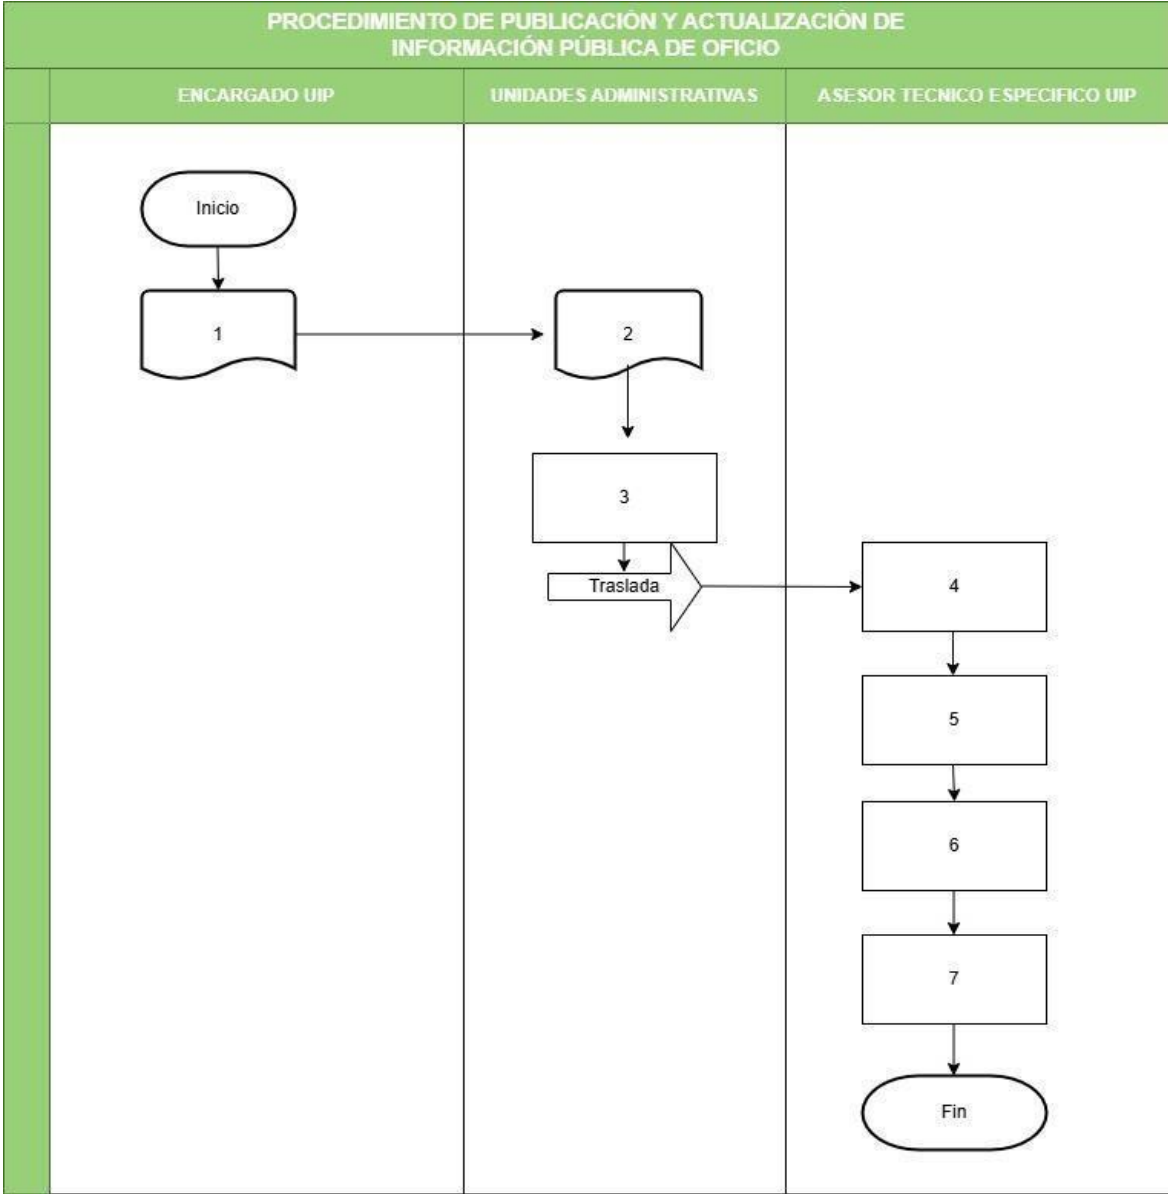 PROCEDIMIENTO DE PUBLICACIÓN Y ACTUALIZACIÓN DE
INFORMACIÓN PÚBLICA DE OFICIO
ENCARGADO UIP
UNIDADES ADMINISTRATIVAS
ASESOR TECNICO ESPECIFICO UIP
Inicio
1
2
3
Traslada
4
5
6
7
Fin